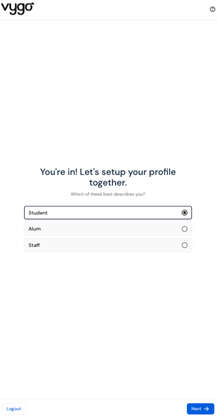 vygo
You're in! Let's setup your profile
together.
Which of these best describes you?
Student
Alum
Staff
Logout
Next